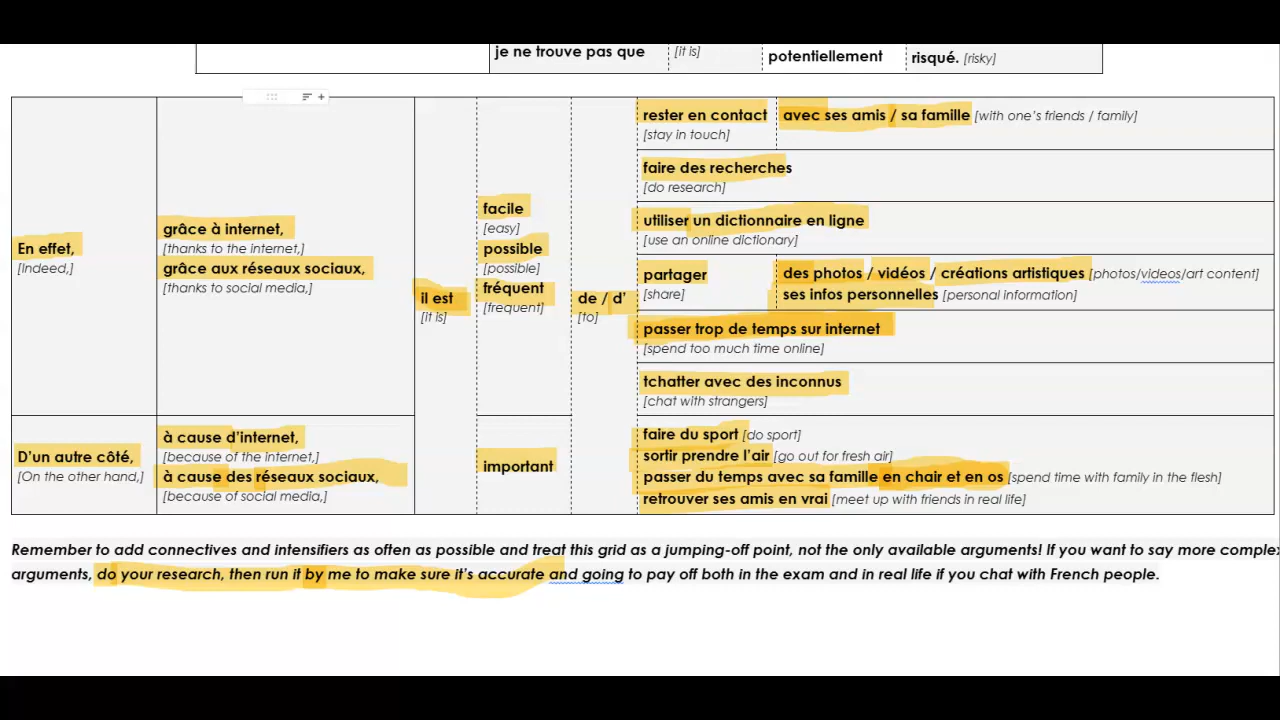 je ne trouve pas que
[it is]
potentiellement
risqué. [risky]
En effet,
[Indeed,]
grâce à internet,
[thanks to the internet,]
grâce aux réseaux sociaux,
[thanks to social media,]
il est
[it is]
facile
[easy]
possible
[possible]
fréquent
[frequent]
de / d'
[to]
rester en contact
[stay in touch]
avec ses amis / sa famille [with one's friends / family]
faire des recherches
[do research]
utiliser un dictionnaire en ligne
[use an online dictionary]
partager
[share]
des photos / vidéos / créations artistiques [photos/videos/art content]
ses infos personnelles [personal information]
passer trop de temps sur internet
[spend too much time online]
tchatter avec des inconnus
[chat with strangers]
D'un autre côté,
[On the other hand,]
à cause d'internet,
[because of the internet,]
à cause des réseaux sociaux,
[because of social media,]
important
faire du sport [do sport]
sortir prendre l'air [go out for fresh air]
passer du temps avec sa famille en chair et en os [spend time with family in the flesh]
retrouver ses amis en vrai [meet up with friends in real life]
Remember to add connectives and intensifiers as often as possible and treat this grid as a jumping-off point, not the only available arguments! If you want to say more complex
arguments, do your research, then run it by me to make sure it's accurate and going to pay off both in the exam and in real life if you chat with French people.